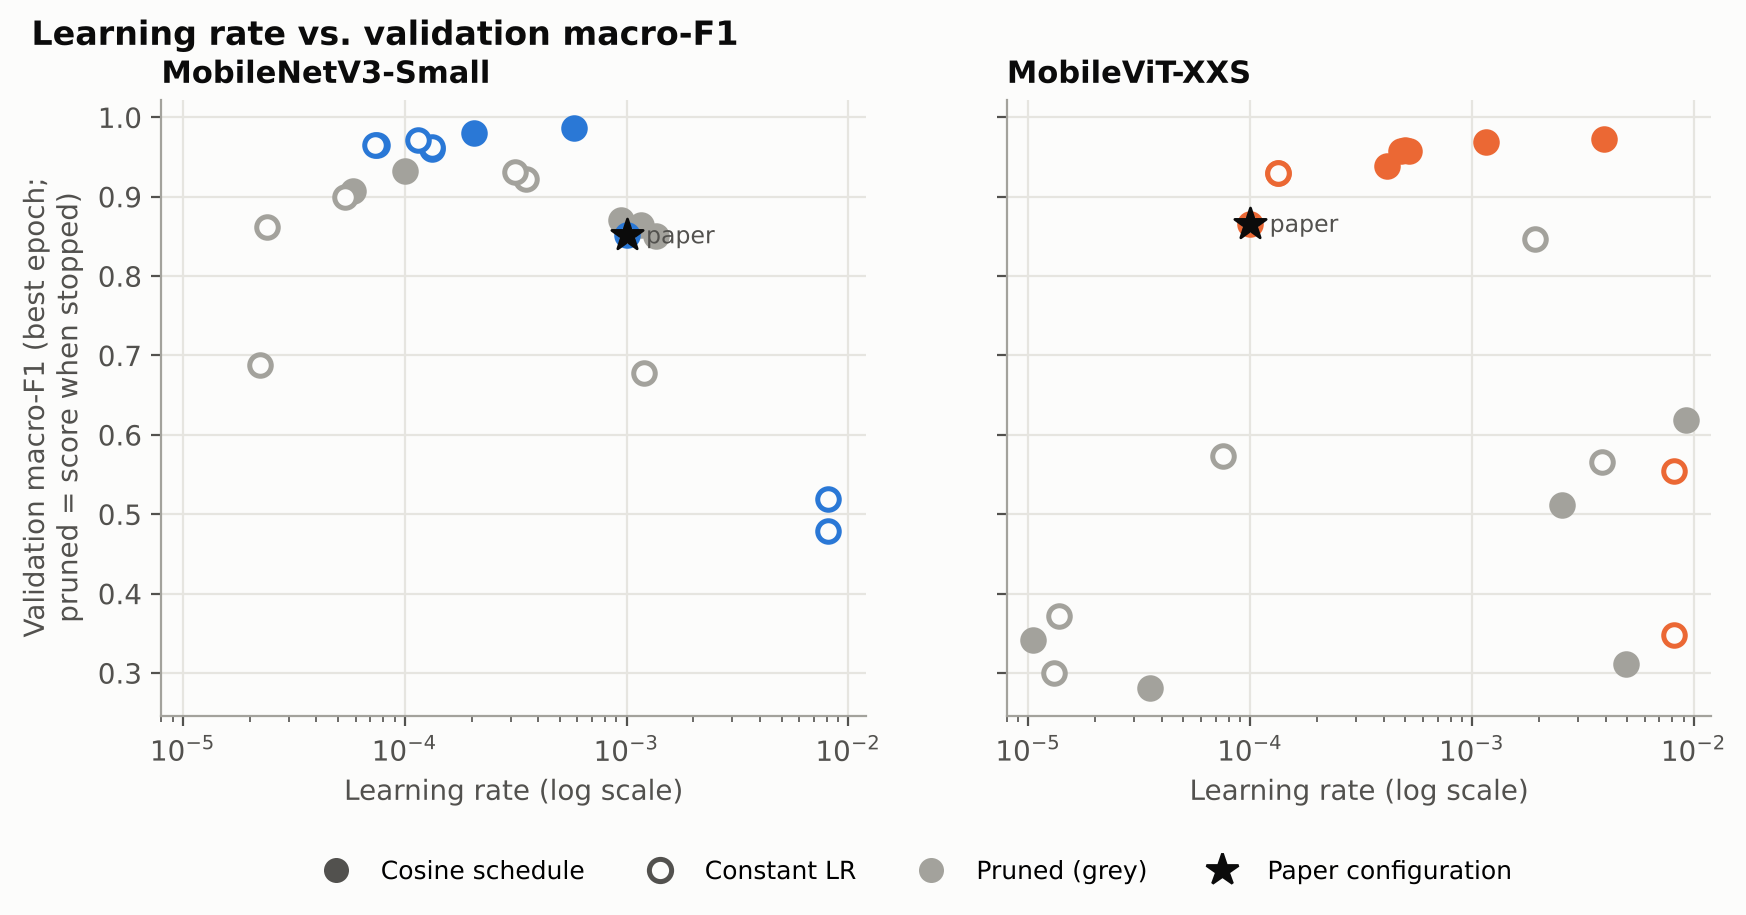 Learning rate vs. validation macro-F1
MobileNetV3-Small
MobileViT-XXS
Validation macro-F1 (best epoch;
pruned = score when stopped)
1.0
0.9
0.8
0.7
0.6
0.5
0.4
0.3
paper
paper
10⁻⁵ 10⁻⁴ 10⁻³ 10⁻²
10⁻⁵ 10⁻⁴ 10⁻³ 10⁻²
Learning rate (log scale)
Learning rate (log scale)
Cosine schedule Constant LR Pruned (grey) Paper configuration